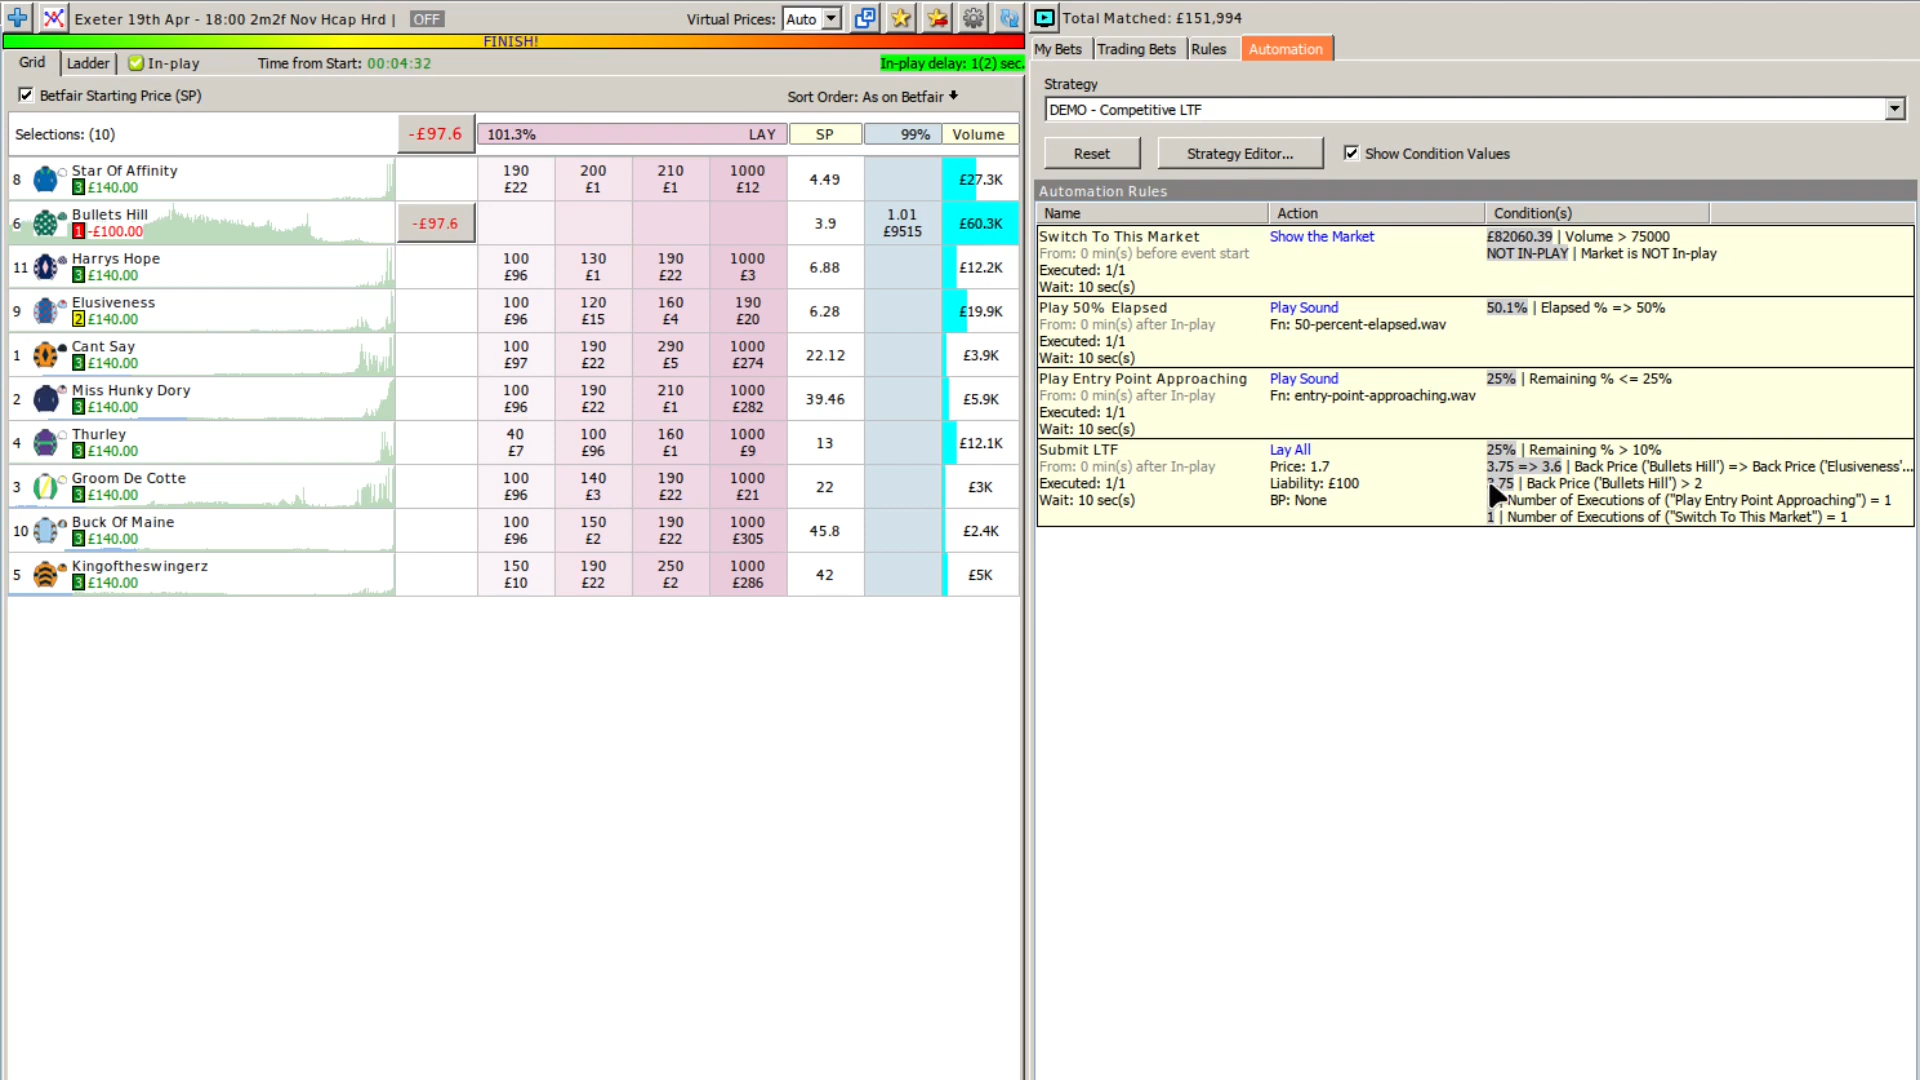 Exeter 19th Apr - 18:00 2m2f Nov Hcap Hrd | OFF Virtual Prices: Auto
FINISH!
Grid Ladder In-play Time from Start: 00:04:32 In-play delay: 1(2) sec.
Betfair Starting Price (SP) Sort Order: As on Betfair
Selections: (10) -£97.6 101.3% LAY SP 99% Volume
8 Star Of Affinity 190 200 210 1000 4.49 £27.3K
3 £140.00 £22 £1 £1 £12
6 Bullets Hill -£97.6 3.9 1.01 £60.3K
1 -£100.00 £9515
11 Harrys Hope 100 130 190 1000 6.88 £12.2K
3 £140.00 £96 £1 £22 £3
9 Elusiveness 100 120 160 190 6.28 £19.9K
2 £140.00 £96 £15 £4 £20
1 Cant Say 100 190 290 1000 22.12 £3.9K
3 £140.00 £97 £22 £5 £274
2 Miss Hunky Dory 100 190 210 1000 39.46 £5.9K
3 £140.00 £96 £22 £1 £282
4 Thurley 40 100 160 1000 13 £12.1K
3 £140.00 £7 £96 £1 £9
3 Groom De Cotte 100 140 190 1000 22 £3K
3 £140.00 £96 £3 £22 £21
10 Buck Of Maine 100 150 190 1000 45.8 £2.4K
3 £140.00 £96 £2 £22 £305
5 Kingoftheswingerz 150 190 250 1000 42 £5K
3 £140.00 £10 £22 £2 £286
Total Matched: £151,994
My Bets Trading Bets Rules Automation
Strategy
DEMO - Competitive LTF
Reset Strategy Editor... Show Condition Values
Automation Rules
Name Action Condition(s)
Switch To This Market Show the Market £82060.39 | Volume > 75000
From: 0 min(s) before event start NOT IN-PLAY | Market is NOT In-play
Executed: 1/1
Wait: 10 sec(s)
Play 50% Elapsed Play Sound 50.1% | Elapsed % => 50%
From: 0 min(s) after In-play Fn: 50-percent-elapsed.wav
Executed: 1/1
Wait: 10 sec(s)
Play Entry Point Approaching Play Sound 25% | Remaining % <= 25%
From: 0 min(s) after In-play Fn: entry-point-approaching.wav
Executed: 1/1
Wait: 10 sec(s)
Submit LTF Lay All 25% | Remaining % > 10%
From: 0 min(s) after In-play Price: 1.7 3.75 => 3.6 | Back Price ('Bullets Hill') => Back Price ('Elusiveness'...
Executed: 1/1 Liability: £100 3.75 | Back Price ('Bullets Hill') > 2
Wait: 10 sec(s) BP: None Number of Executions of ("Play Entry Point Approaching") = 1
1 | Number of Executions of ("Switch To This Market") = 1